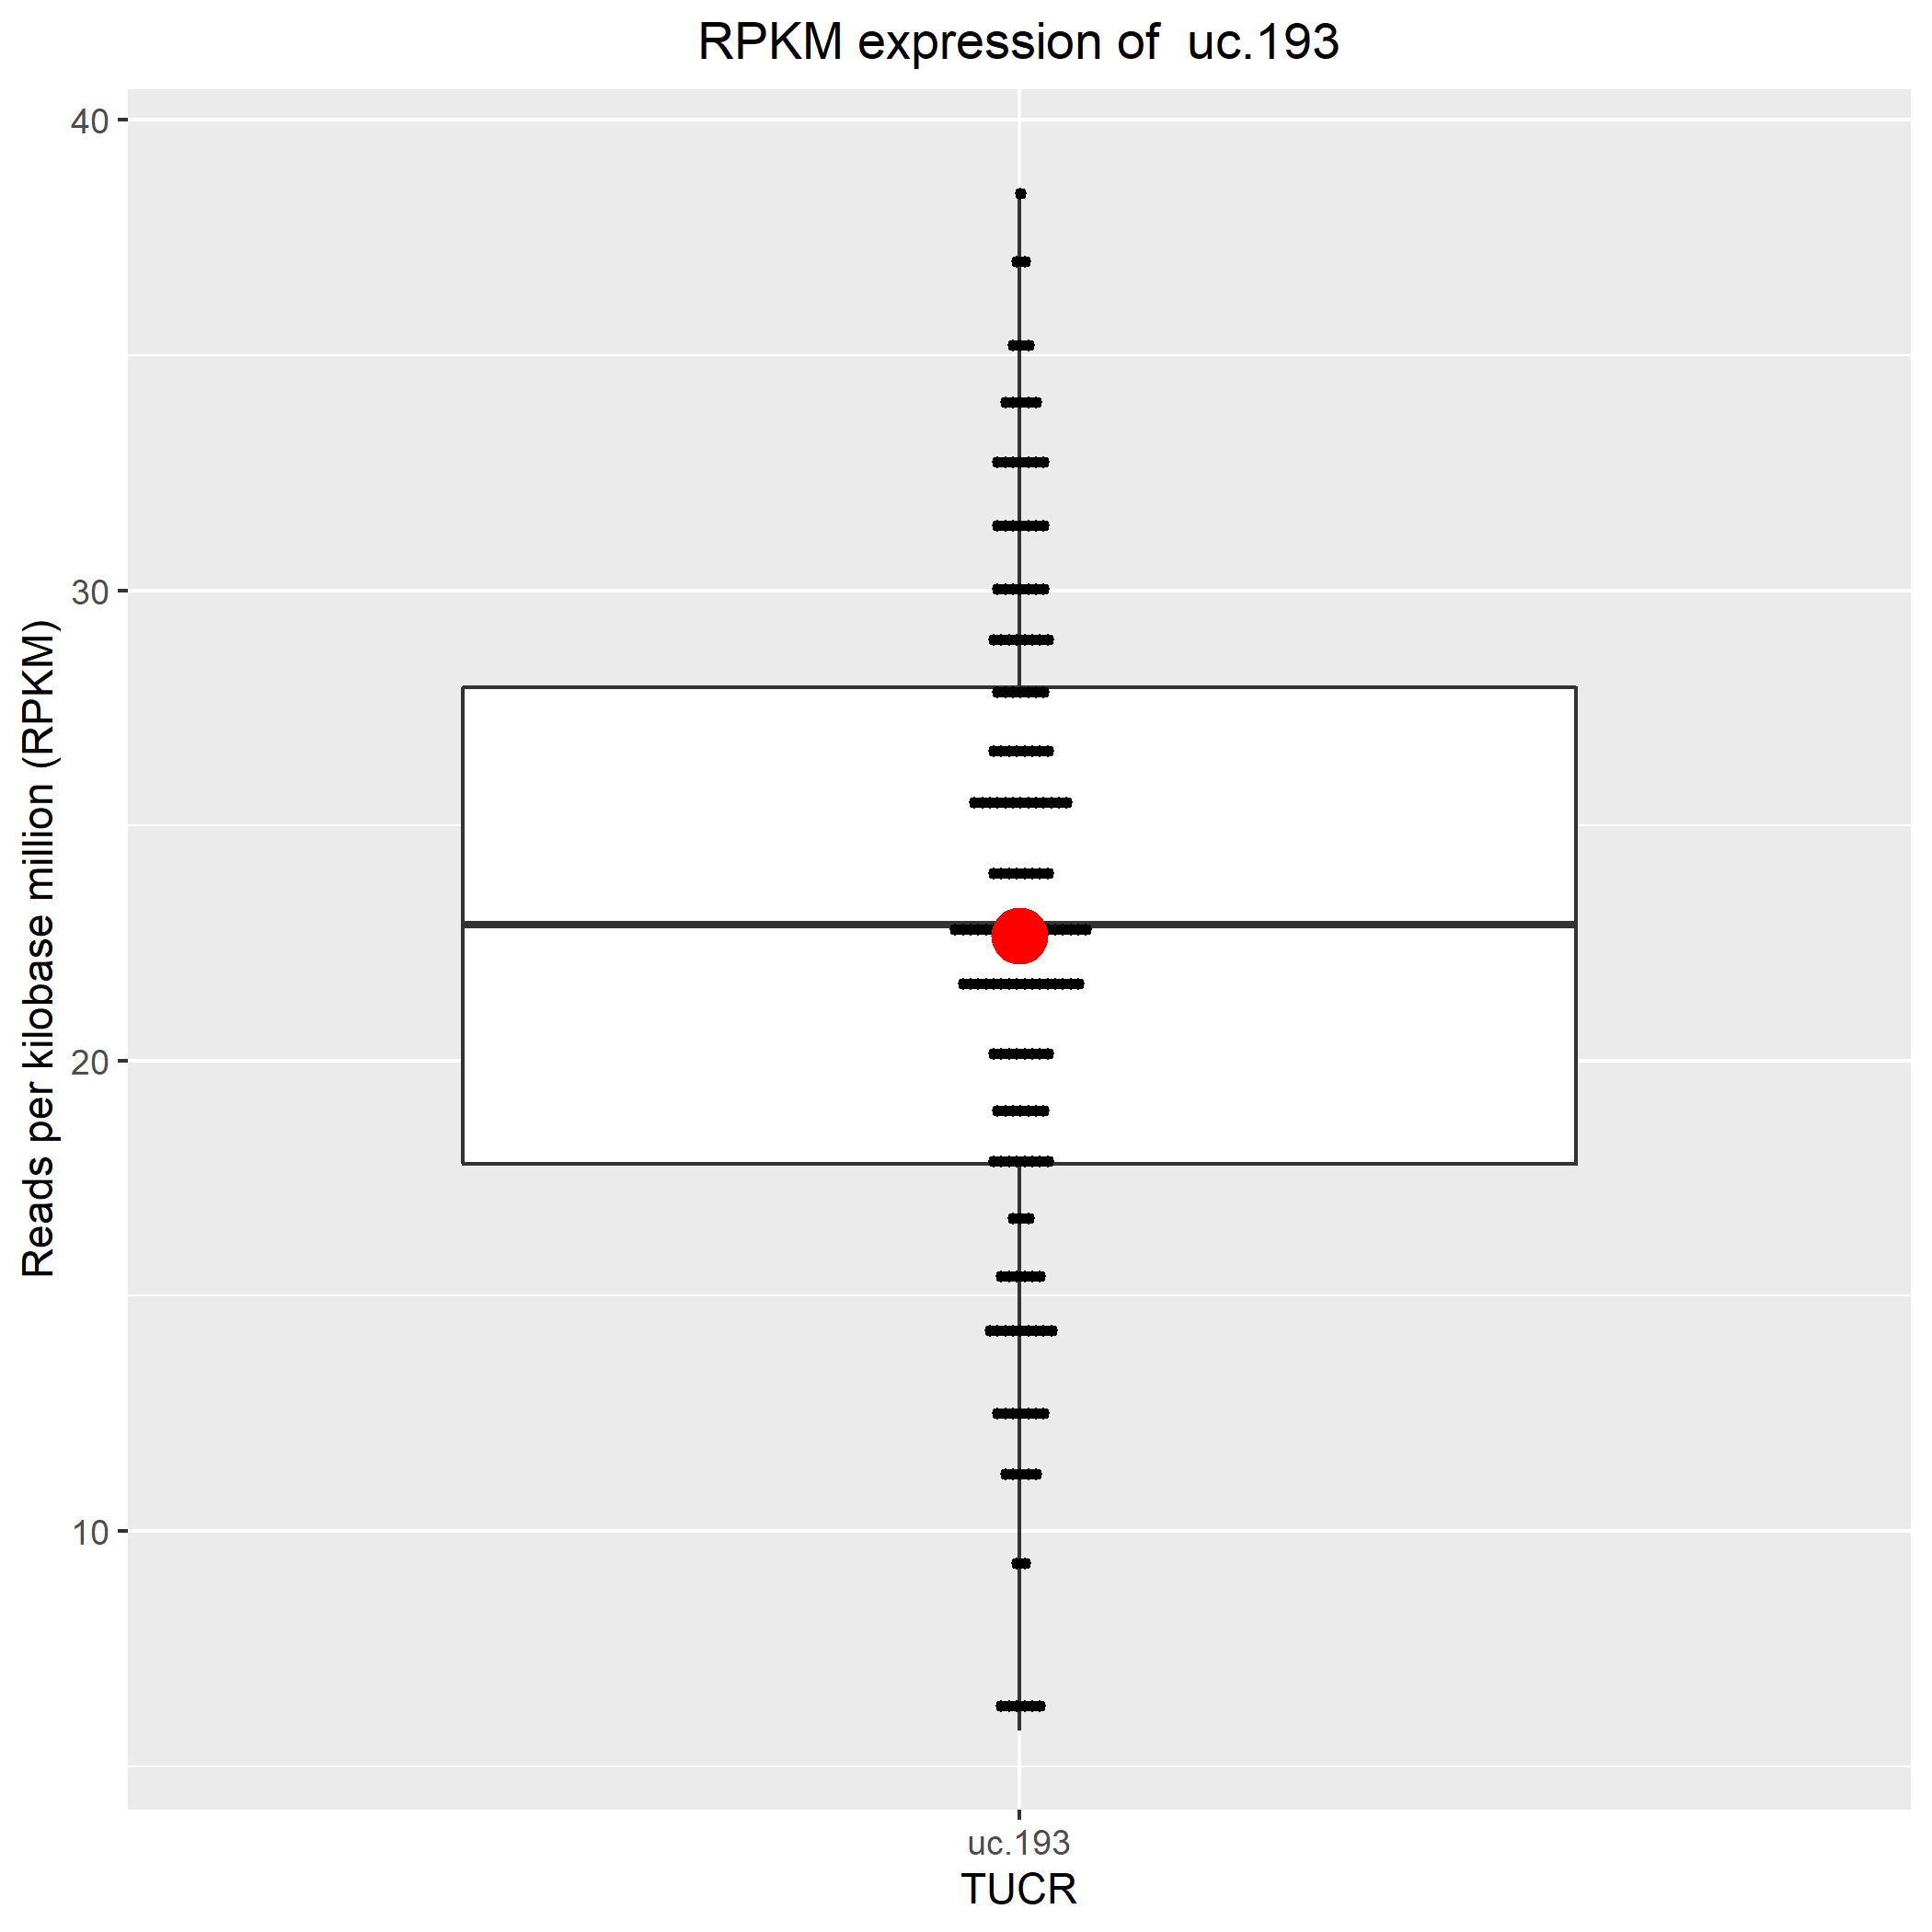 RPKM expression of  uc.193
Reads per kilobase million (RPKM)
40
30
20
10
uc.193
TUCR